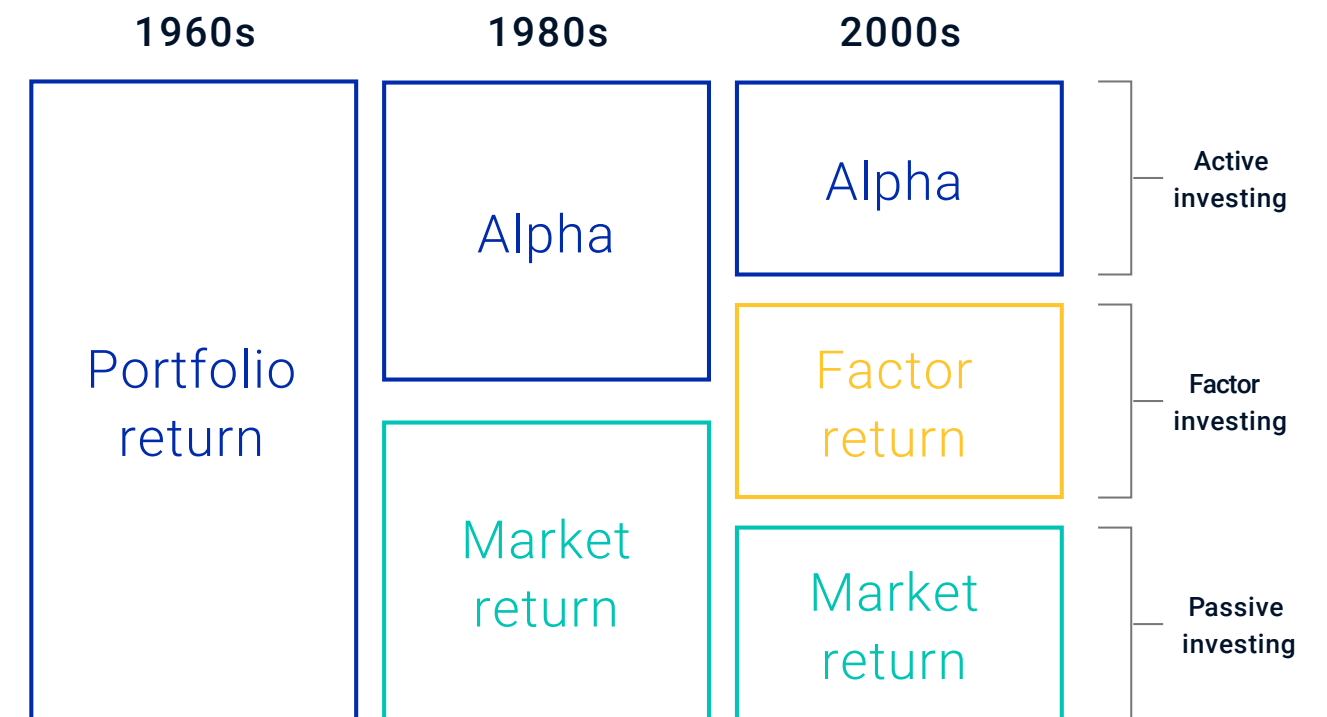 1960s
1980s
2000s
Portfolio
return
Alpha
Market
return
Alpha
Factor
return
Market
return
Active
investing
Factor
investing
Passive
investing